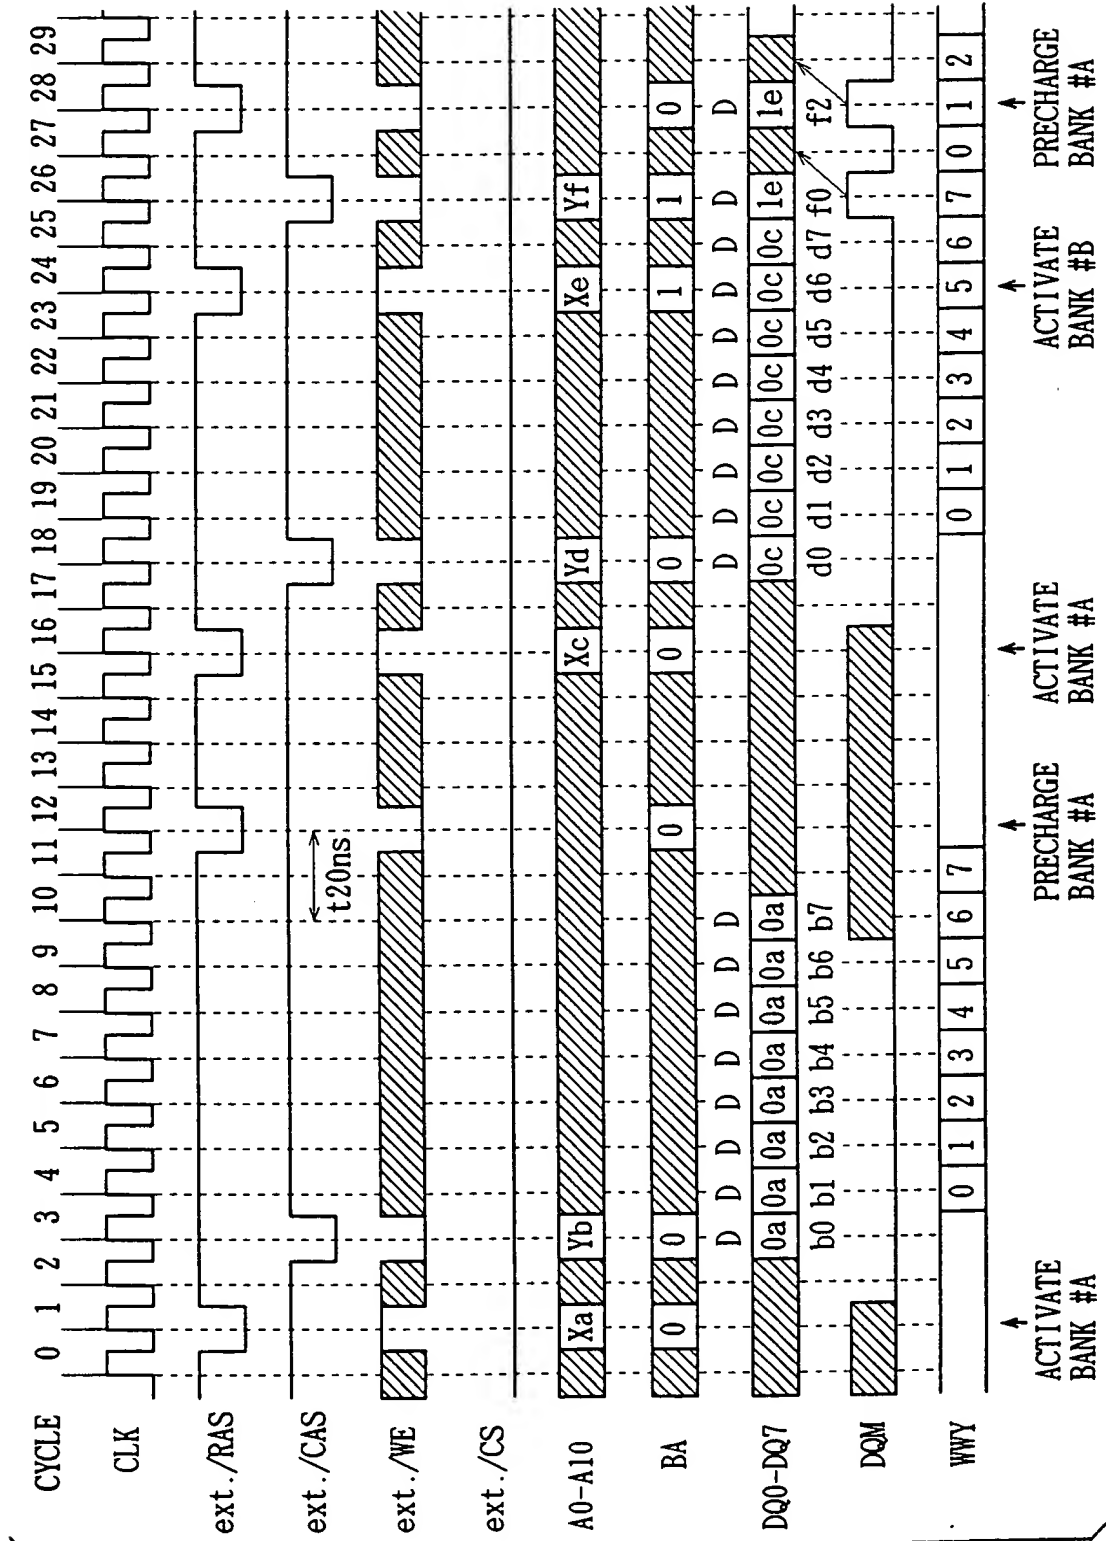 CYCLE 0 1 2 3 4 5 6 7 8 9 10 11 12 13 14 15 16 17 18 19 20 21 22 23 24 25 26 27 28 29
CLK
ext./RAS
ext./CAS
t20ns
ext./WE
ext./CS
A0-A10 Xa Yb Xc Yd Xe Yf
BA 0 0 0 0 0 1 1 0
D D D D D D D D D D D D D D D D D D
DQ0-DQ7 0a 0a 0a 0a 0a 0a 0a 0a 0c 0c 0c 0c 0c 0c 0c 0c 1e 1e
b0 b1 b2 b3 b4 b5 b6 b7 d0 d1 d2 d3 d4 d5 d6 d7 f0 f2
DQM
WWY 0 1 2 3 4 5 6 7 0 1 2 3 4 5 6 7 0 1 2
ACTIVATE
BANK #A
PRECHARGE
BANK #A
ACTIVATE
BANK #A
ACTIVATE
BANK #B
PRECHARGE
BANK #A